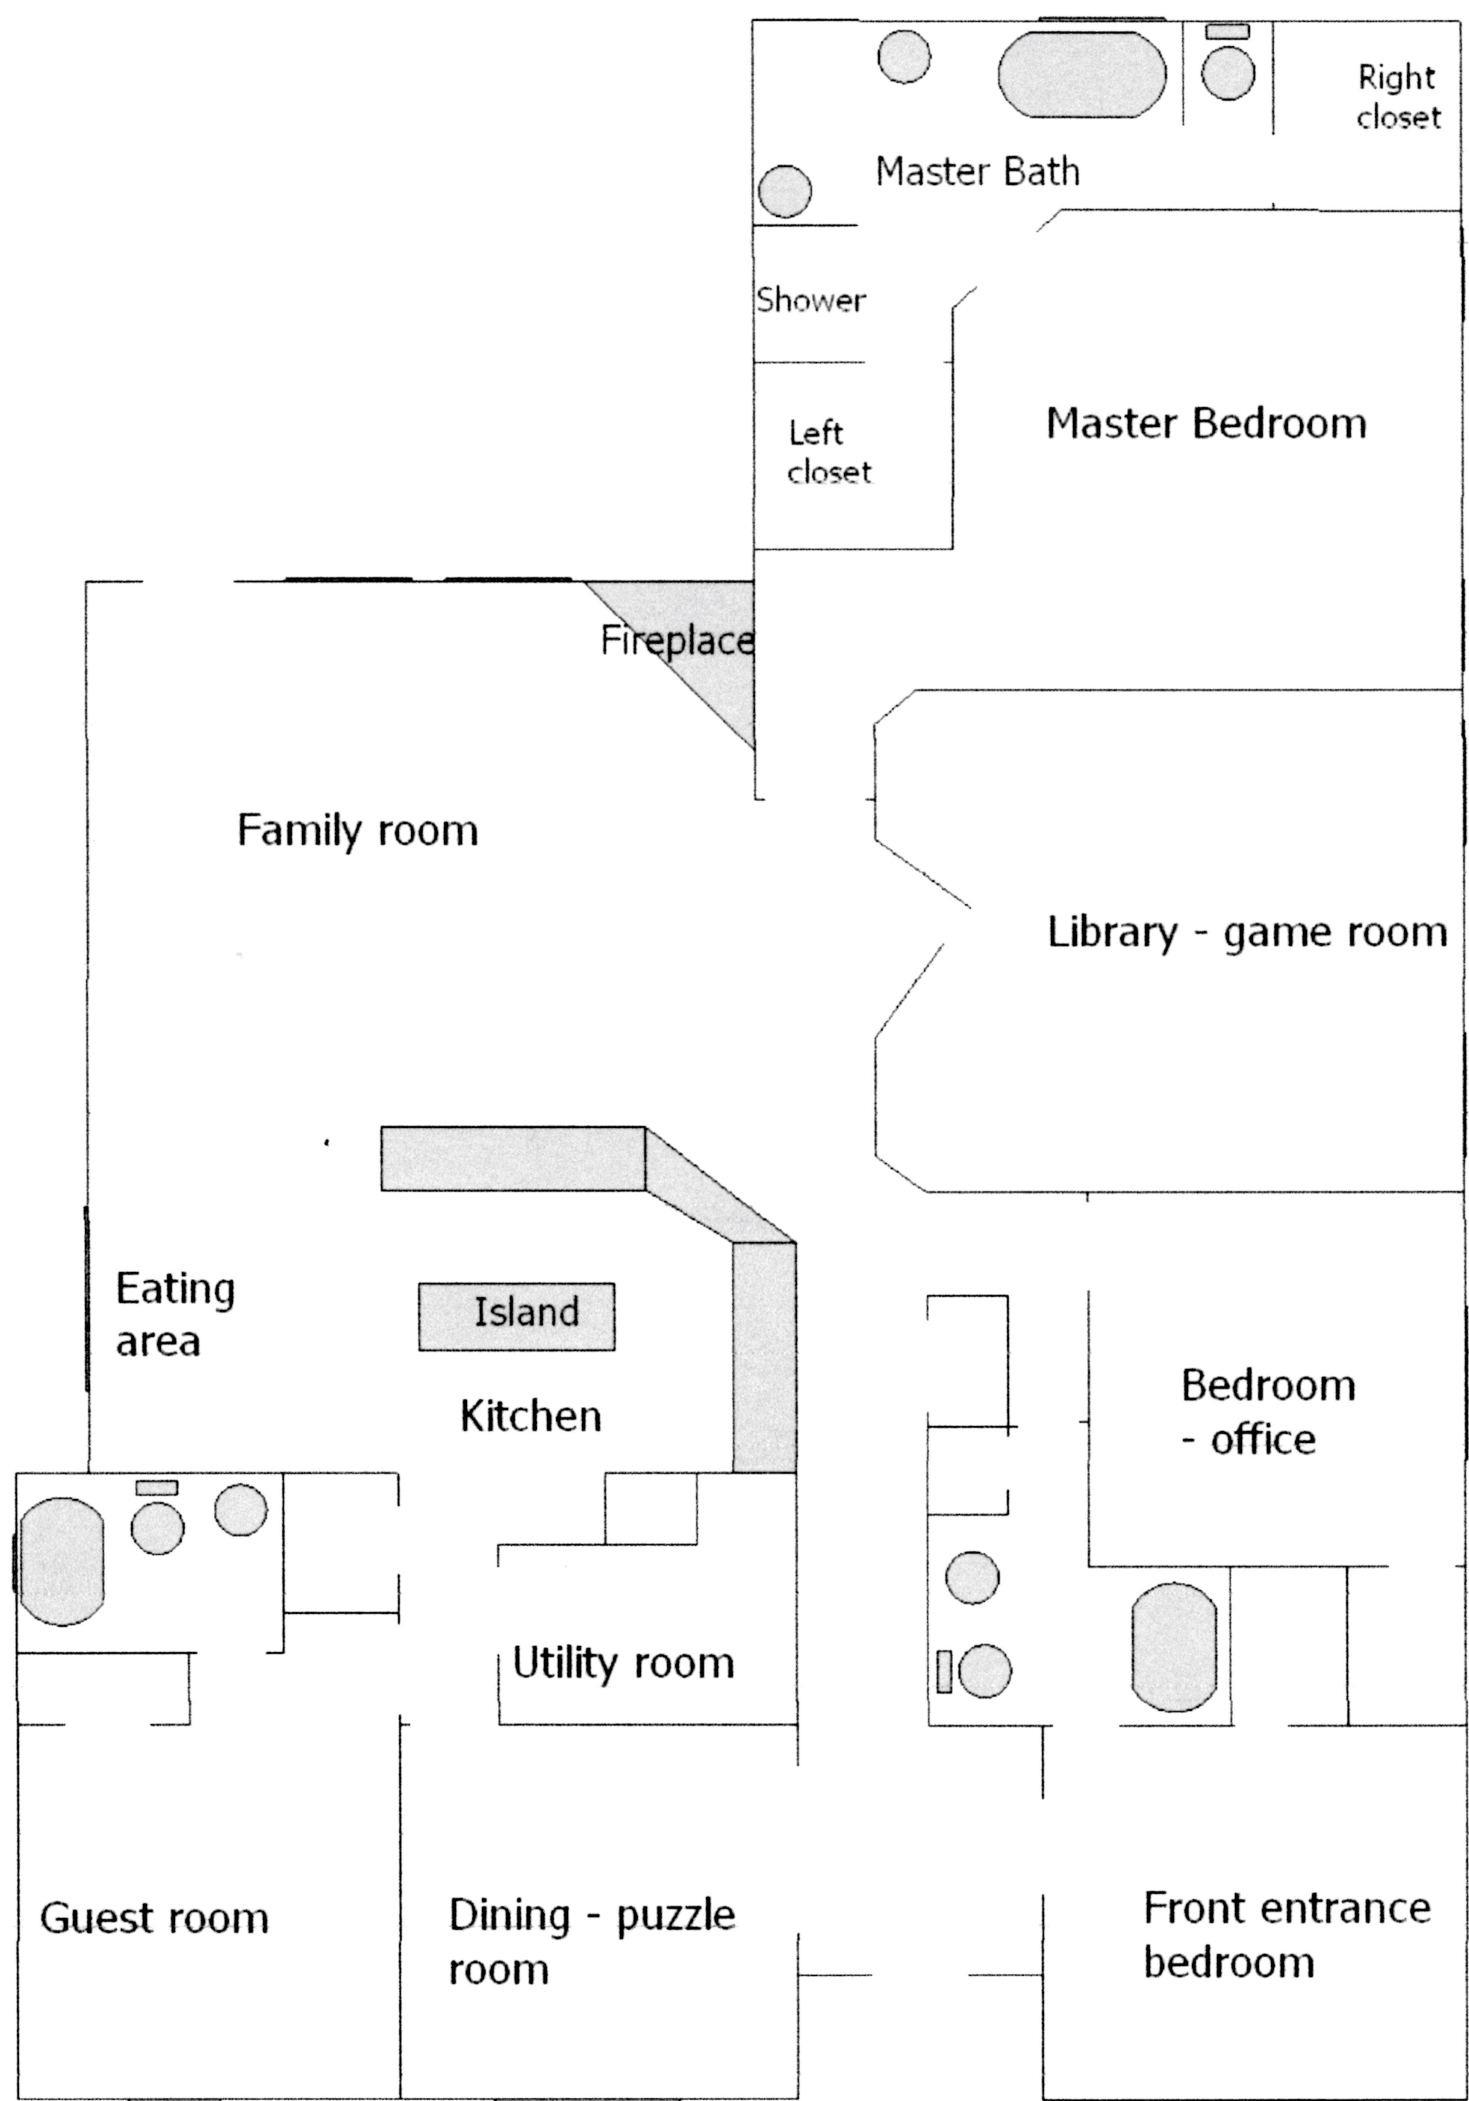 Right
closet
Master Bath
Shower
Master Bedroom
Left
closet
Fireplace
Family room
Library - game room
Eating
area
Island
Kitchen
Bedroom
- office
Utility room
Guest room
Dining - puzzle
room
Front entrance
bedroom